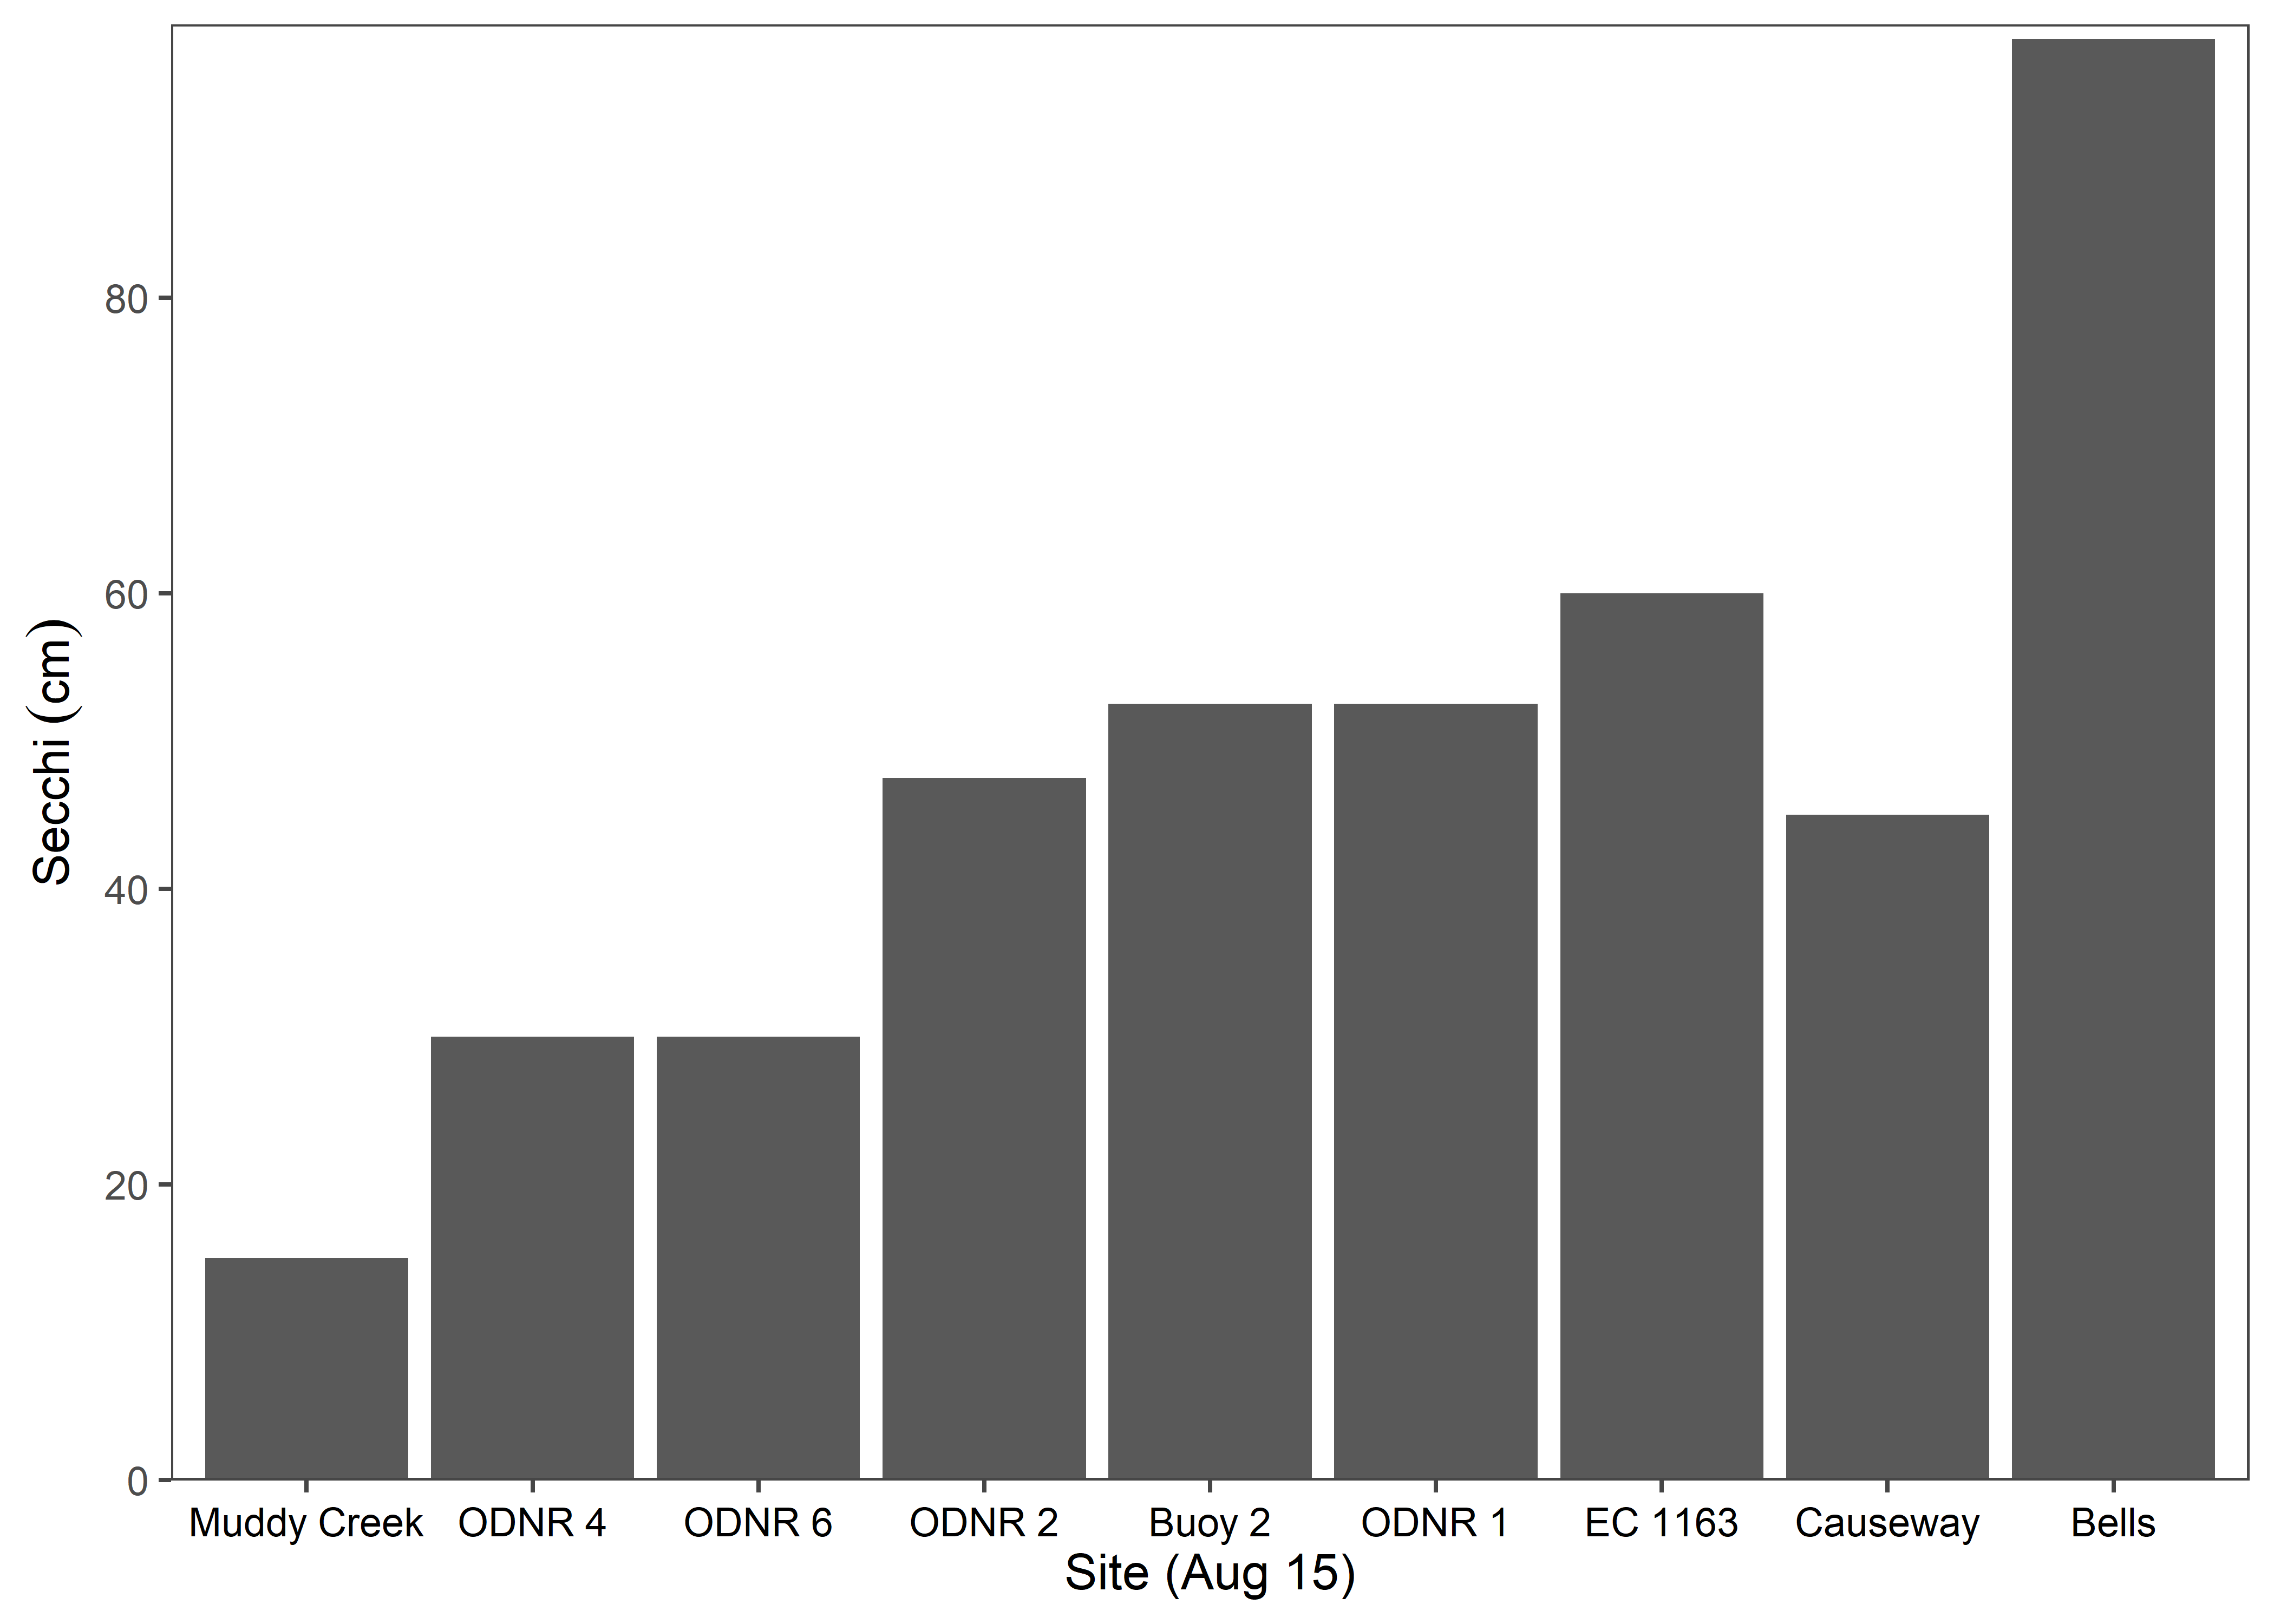 Secchi (cm)
80
60
40
20
0
Muddy Creek ODNR 4 ODNR 6 ODNR 2 Buoy 2 ODNR 1 EC 1163 Causeway Bells
Site (Aug 15)